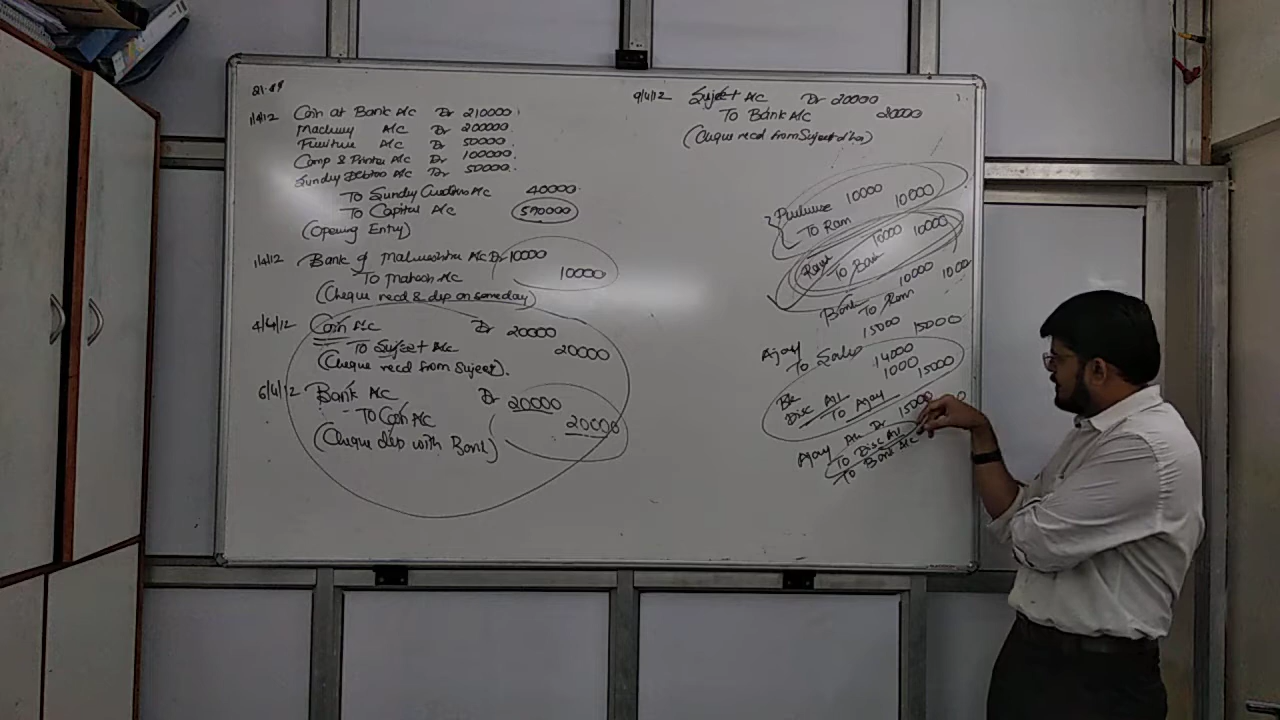 1/4/12 Cash at Bank A/c Dr 210000
Machinery A/C Dr 200000
Furniture A/C Dr 50000
Comp & Printer A/c Dr 100000
Sundry Debtors A/c Dr 50000
To Sundry Creditors A/c 40000
To Capital A/c 570000
(Opening Entry)
1/4/12 Bank of Maharashtra A/c Dr 10000
To Mahesh A/c 10000
(Cheque recd & dep on same day)
4/4/12 Cash A/c Dr 20000
To Sujeet A/c 20000
(Cheque recd from Sujeet).
6/4/12 Bank A/c Dr 20000
To Cash A/c 20000
(Cheque dep with Bank)
9/4/12 Sujeet A/c Dr 20000
To Bank A/c 20000
(Cheque recd from Sujeet)
Purchase 10000
To Ram 10000
Ram 10000
To Bank 10000
Bank 10000
To Ram
Ajay 15000
To Sales 15000
Bk 14000
Disc A/c 1000
To Ajay 15000
Ajay A/c Dr 15000
To Disc A/c
To Bank A/c